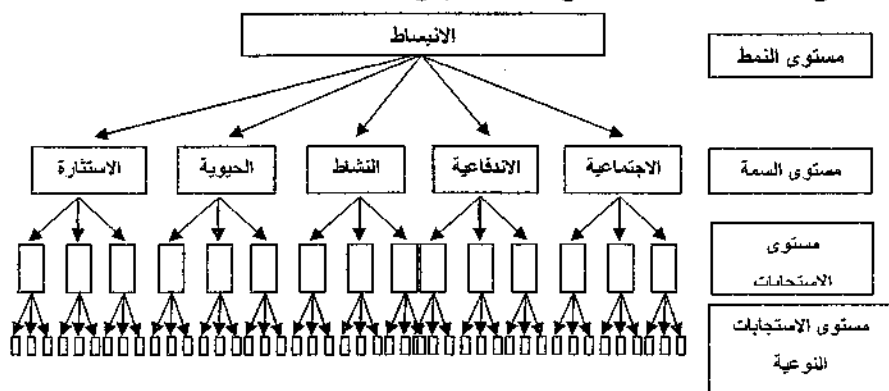 الانبساط
مستوى النمط
الاجتماعية
الاندفاعية
النشاط
الحيوية
الاستثارة
مستوى السمة
مستوى
الاستجابات
مستوى الاستجابات
النوعية